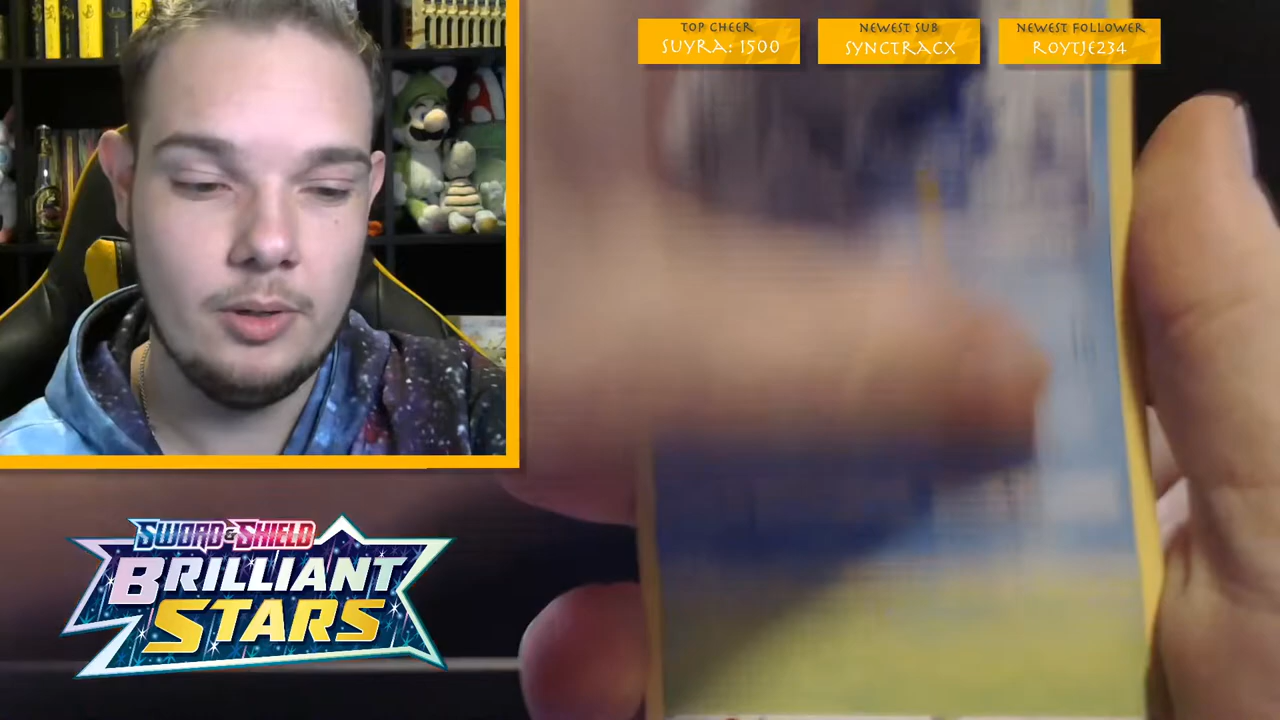 TOP CHEER
SUYRA: 1500
NEWEST SUB
SYNCTRACX
NEWEST FOLLOWER
ROYTJE234
SWORD & SHIELD
BRILLIANT
STARS